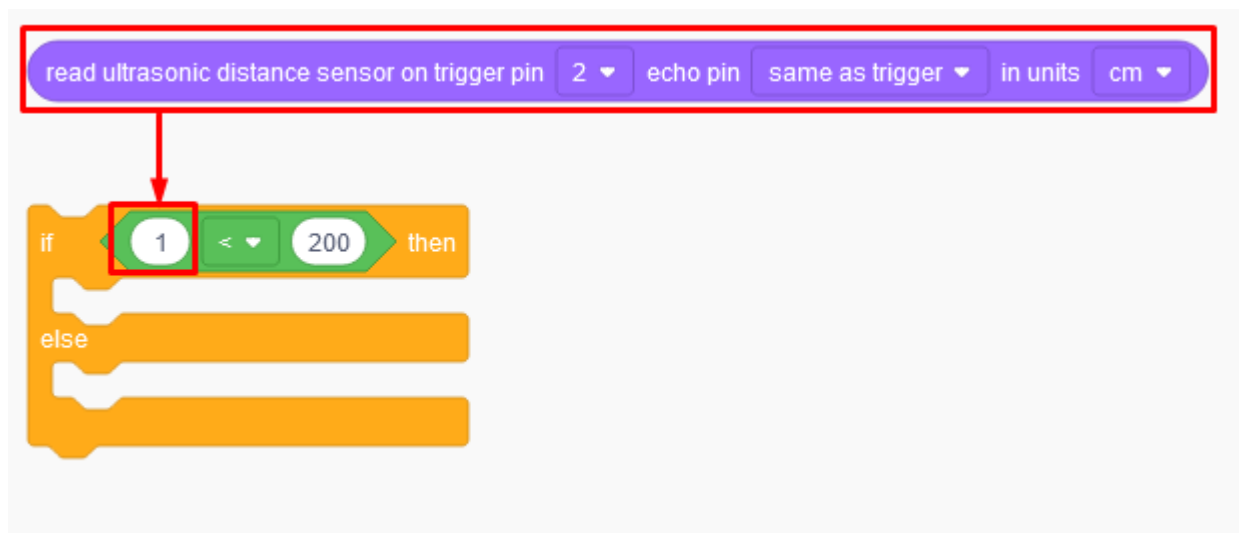 read ultrasonic distance sensor on trigger pin 2 echo pin same as trigger in units cm
if 1 < 200 then
else